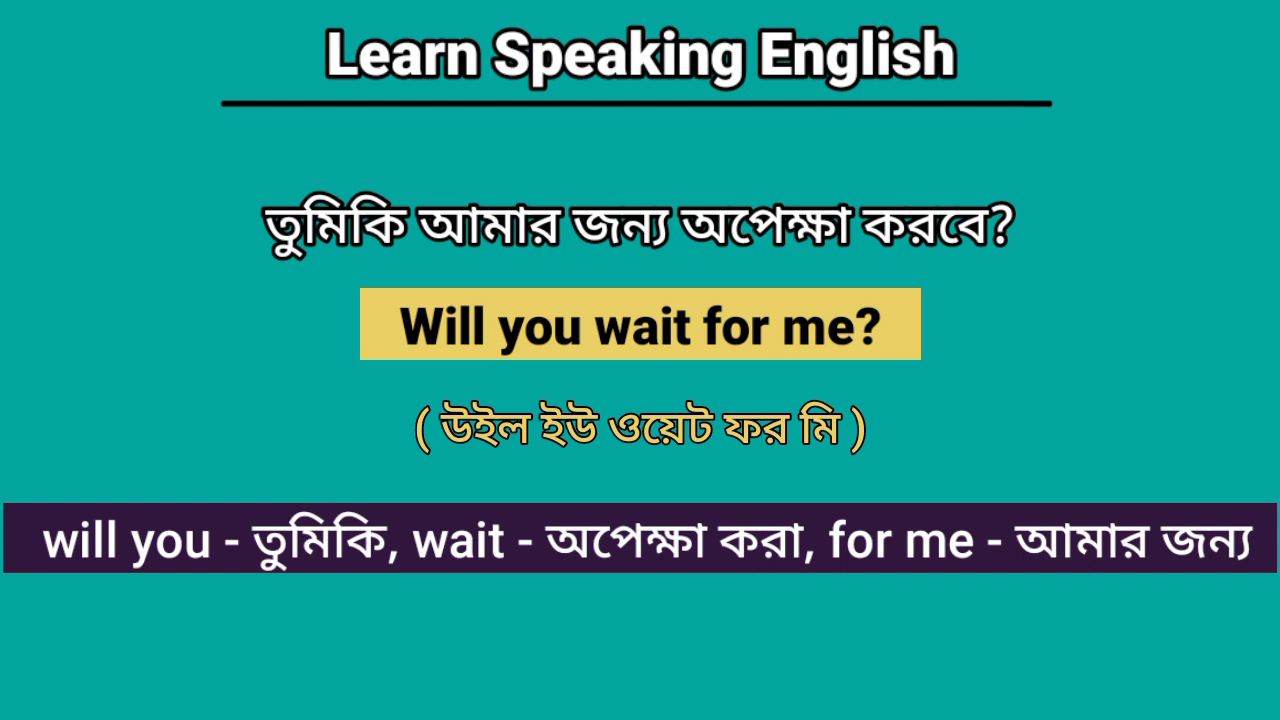 Learn Speaking English
তুমিকি আমার জন্য অপেক্ষা করবে?
Will you wait for me?
( উইল ইউ ওয়েট ফর মি )
will you - তুমিকি, wait - অপেক্ষা করা, for me - আমার জন্য